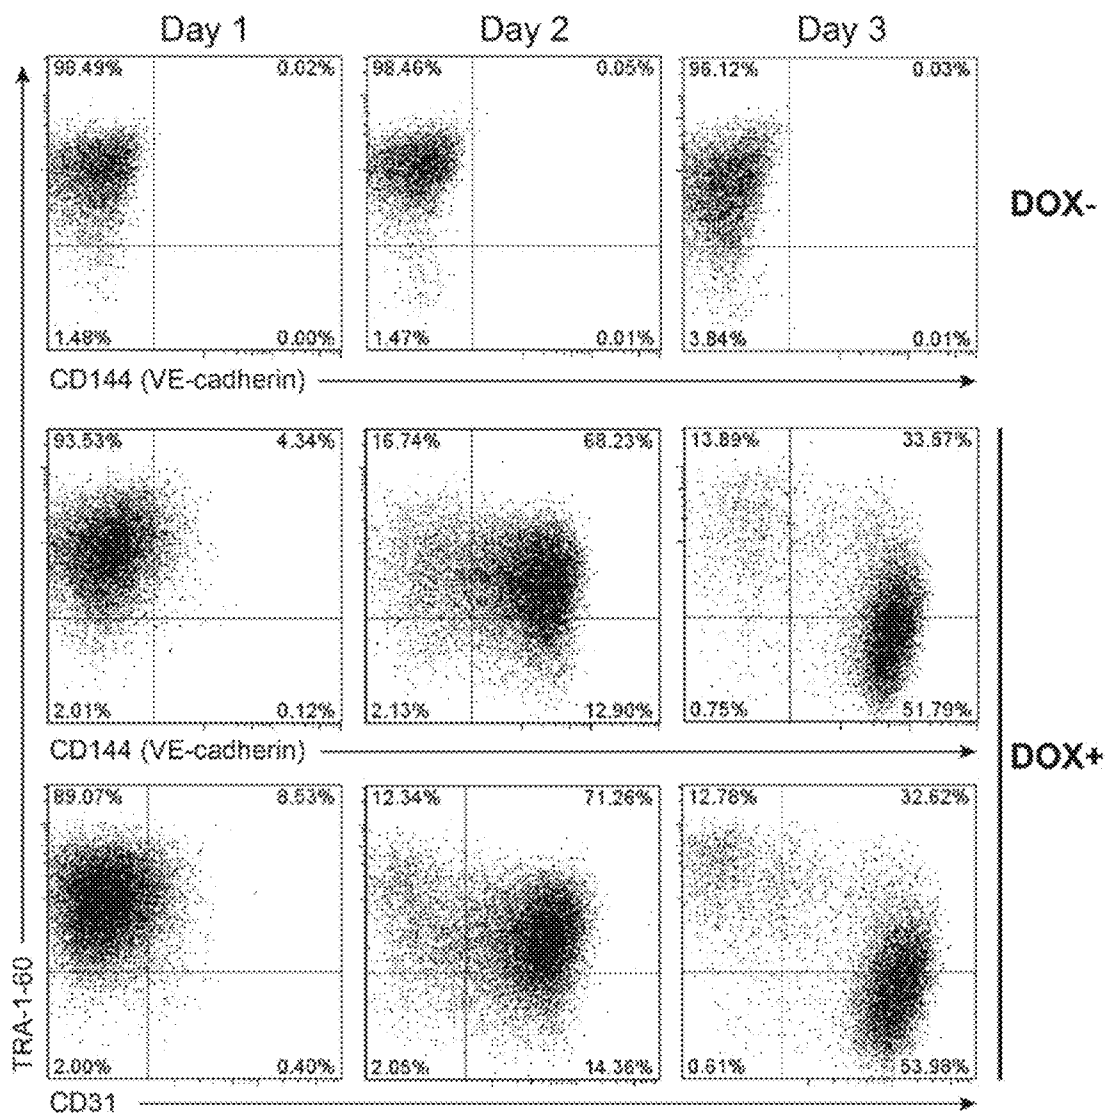 Day 1 Day 2 Day 3
98.49% 0.02% 98.46% 0.05% 96.12% 0.03%
DOX-
1.48% 0.00% 1.47% 0.01% 3.84% 0.01%
CD144 (VE-cadherin)
93.53% 4.34% 16.74% 68.23% 13.89% 33.57%
2.01% 0.12% 2.13% 12.90% 0.75% 51.79%
CD144 (VE-cadherin)
DOX+
89.07% 8.53% 12.34% 71.26% 12.78% 32.62%
TRA-1-60
2.00% 0.40% 2.05% 14.36% 0.61% 53.98%
CD31